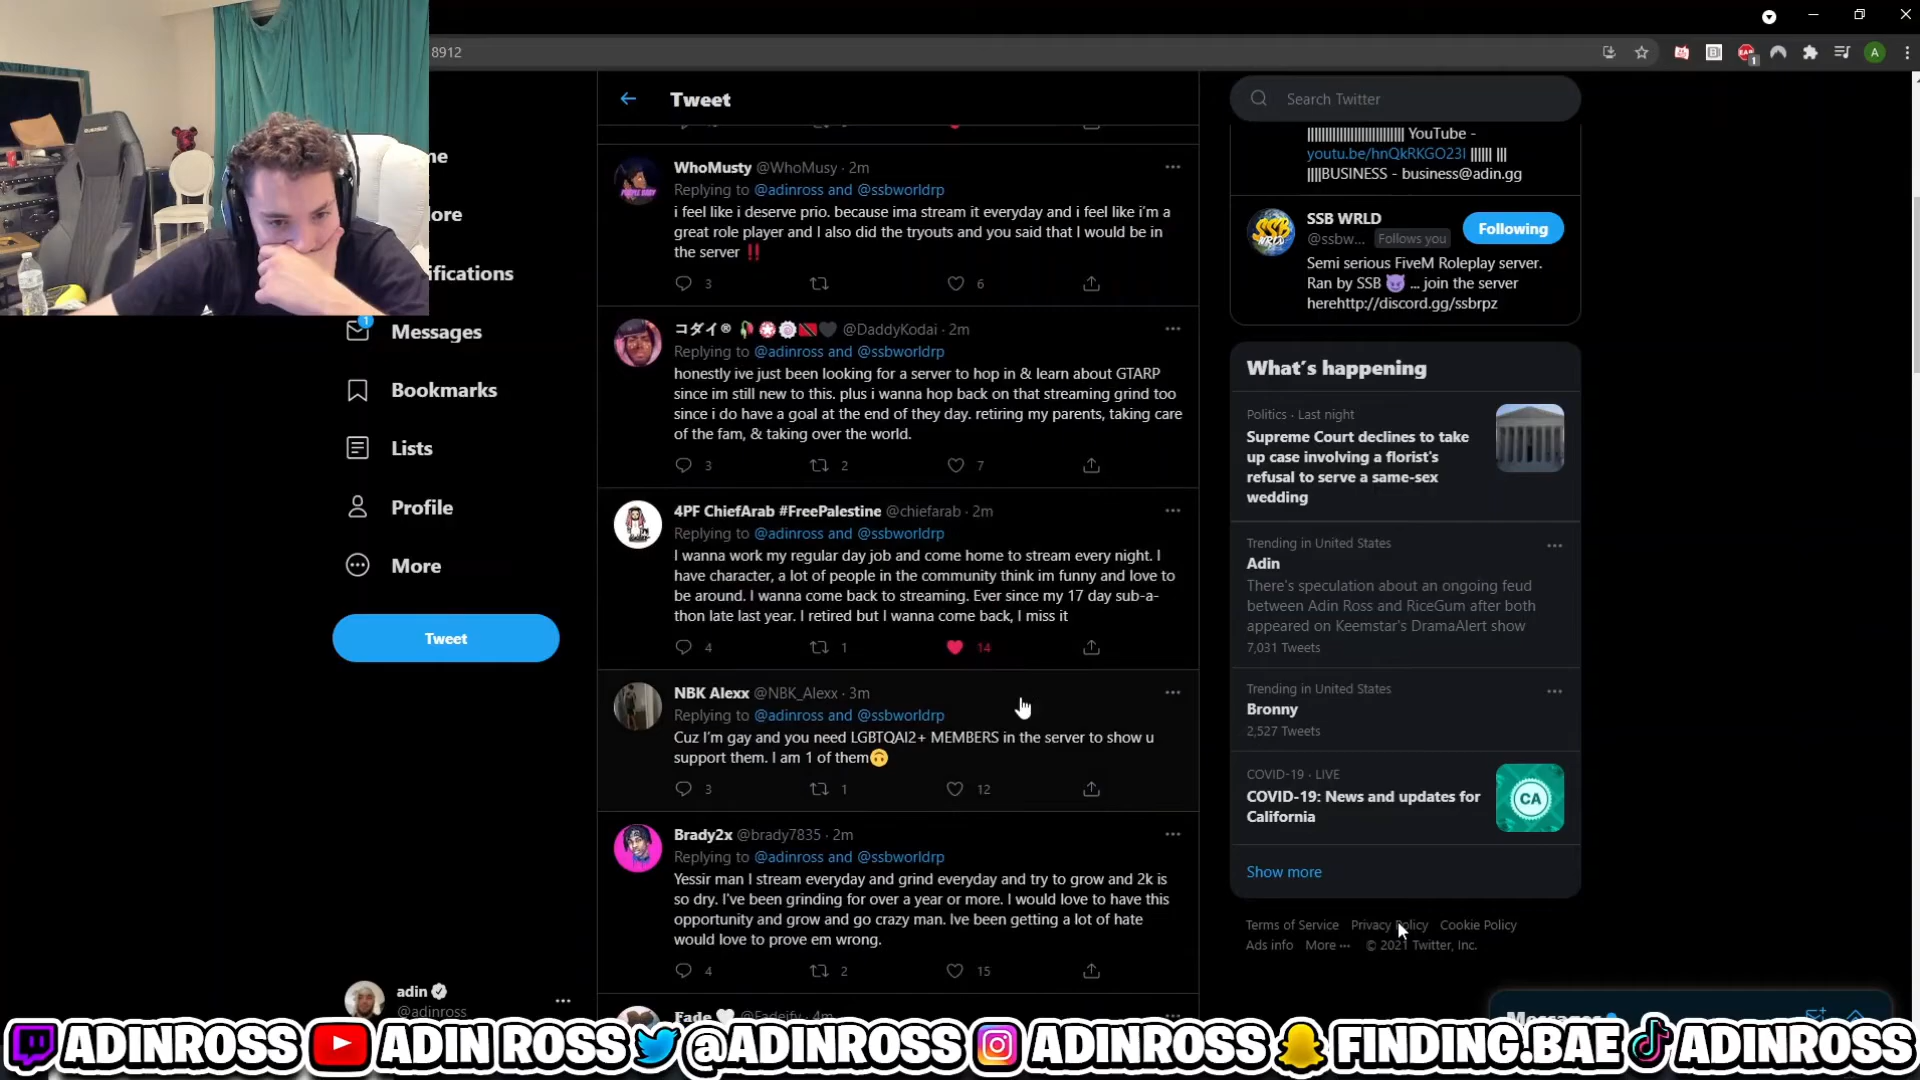 8912
Tweet
Search Twitter
Messages
Bookmarks
Lists
Profile
More
Tweet
adin
@adinross
WhoMusty @WhoMusy · 2m
Replying to @adinross and @ssbworldrp
i feel like i deserve prio. because ima stream it everyday and i feel like i'm a
great role player and I also did the tryouts and you said that I would be in
the server ‼️
3 6
コダイ® @DaddyKodai · 2m
Replying to @adinross and @ssbworldrp
honestly ive just been looking for a server to hop in & learn about GTARP
since im still new to this. plus i wanna hop back on that streaming grind too
since i do have a goal at the end of they day. retiring my parents, taking care
of the fam, & taking over the world.
3 2 7
4PF ChiefArab #FreePalestine @chiefarab · 2m
Replying to @adinross and @ssbworldrp
I wanna work my regular day job and come home to stream every night. I
have character, a lot of people in the community think im funny and love to
be around. I wanna come back to streaming. Ever since my 17 day sub-a-
thon late last year. I retired but I wanna come back, I miss it
4 1 14
NBK Alexx @NBK_Alexx · 3m
Replying to @adinross and @ssbworldrp
Cuz I'm gay and you need LGBTQAI2+ MEMBERS in the server to show u
support them. I am 1 of them🙃
3 1 12
Brady2x @brady7835 · 2m
Replying to @adinross and @ssbworldrp
Yessir man I stream everyday and grind everyday and try to grow and 2k is
so dry. I've been grinding for over a year or more. I would love to have this
opportunity and grow and go crazy man. Ive been getting a lot of hate
would love to prove em wrong.
4 2 15
Fade @Fadeify · 4m
|||||||||||||||||||||||||| YouTube -
youtu.be/hnQkRKGO23I |||||| |||
||||BUSINESS - business@adin.gg
SSB WRLD
@ssbw... Follows you
Following
Semi serious FiveM Roleplay server.
Ran by SSB 😈 ... join the server
herehttp://discord.gg/ssbrpz
What's happening
Politics · Last night
Supreme Court declines to take
up case involving a florist's
refusal to serve a same-sex
wedding
Trending in United States
Adin
There's speculation about an ongoing feud
between Adin Ross and RiceGum after both
appeared on Keemstar's DramaAlert show
7,031 Tweets
Trending in United States
Bronny
2,527 Tweets
COVID-19 · LIVE
COVID-19: News and updates for
California
CA
Show more
Terms of Service Privacy Policy Cookie Policy
Ads info More ··· © 2021 Twitter, Inc.
Messages
ADINROSS ADIN ROSS @ADINROSS ADINROSS FINDING.BAE ADINROSS